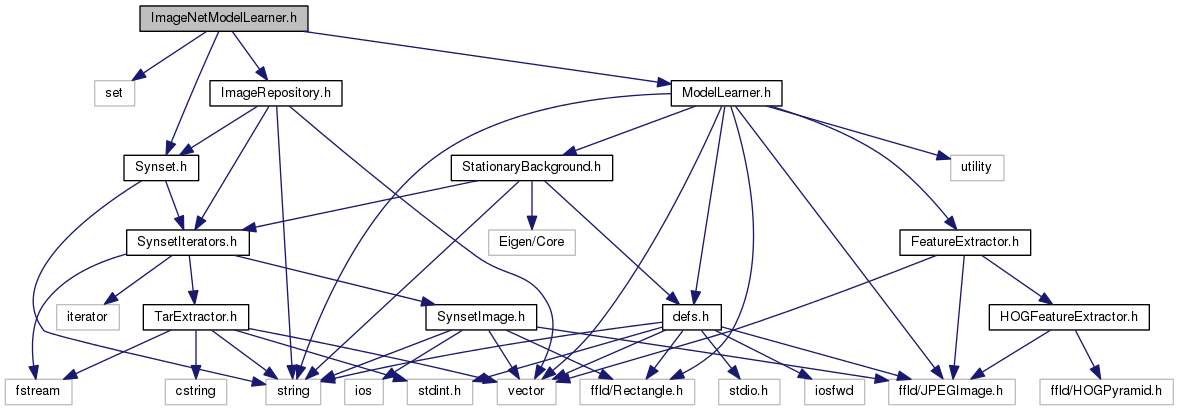 ImageNetModelLearner.h
set
ImageRepository.h
ModelLearner.h
Synset.h
StationaryBackground.h
utility
SynsetIterators.h
Eigen/Core
FeatureExtractor.h
iterator
TarExtractor.h
SynsetImage.h
defs.h
HOGFeatureExtractor.h
fstream
cstring
string
ios
stdint.h
vector
ffld/Rectangle.h
stdio.h
iosfwd
ffld/JPEGImage.h
ffld/HOGPyramid.h